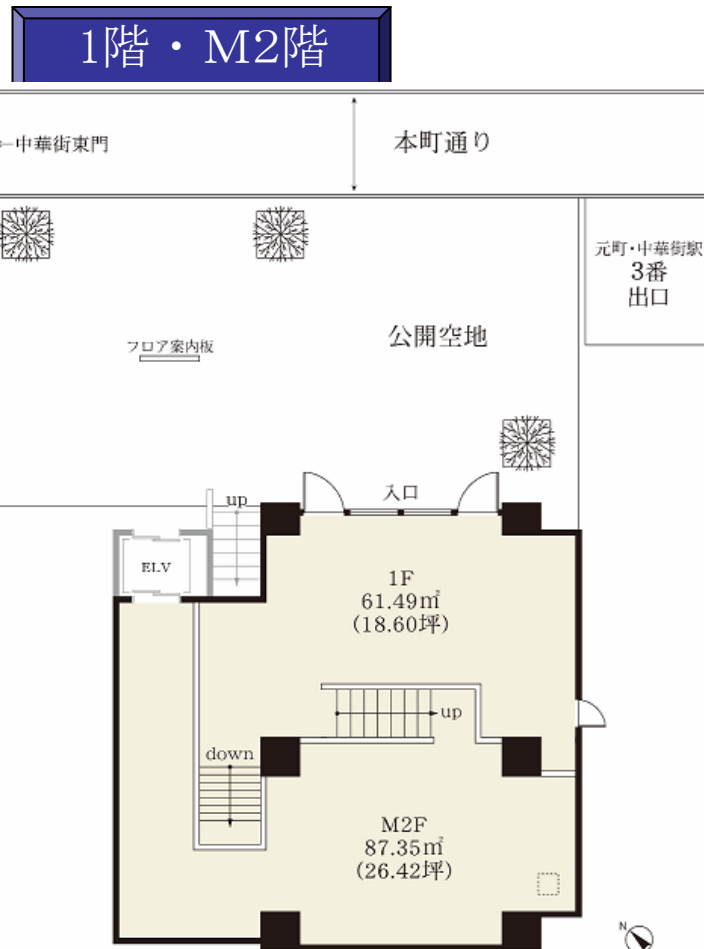 1階・M2階
←中華街東門
本町通り
元町・中華街駅
3番
出口
フロア案内板
公開空地
up
入口
ELV
1F
61.49㎡
(18.60坪)
up
down
M2F
87.35㎡
(26.42坪)
N